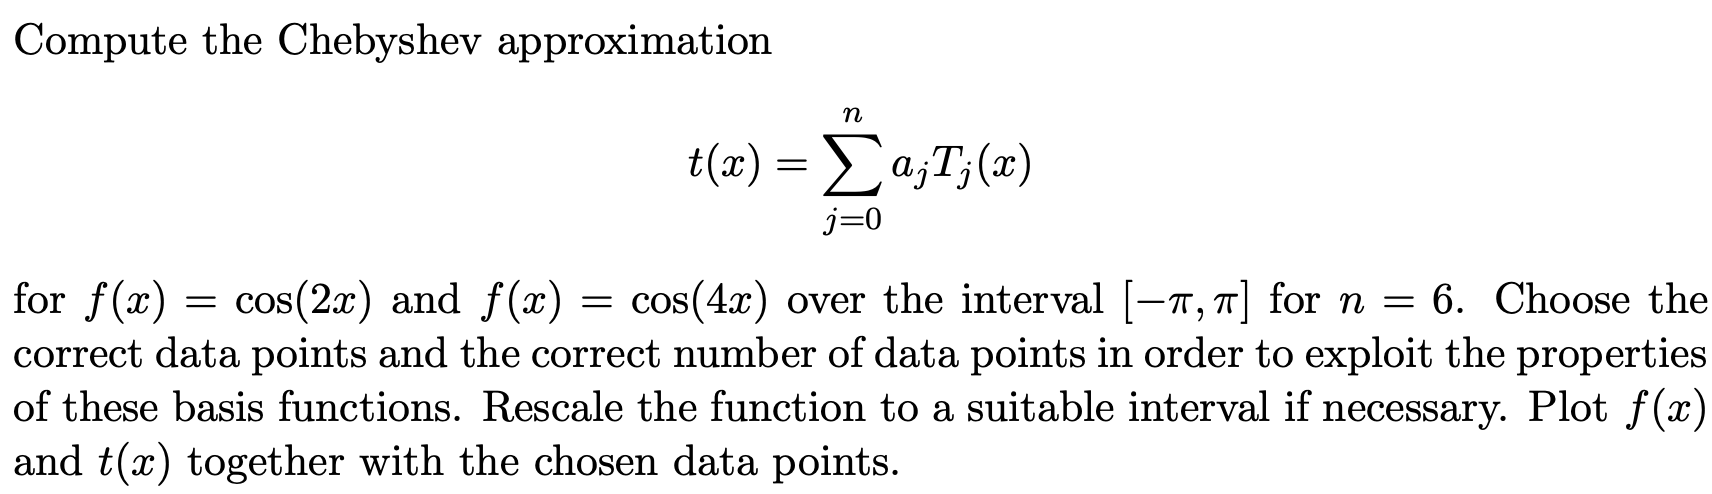 Compute the Chebyshev approximation
t(x) = \sum_{j=0}^{n} a_j T_j(x)
for f(x) = cos(2x) and f(x) = cos(4x) over the interval [−π, π] for n = 6. Choose the
correct data points and the correct number of data points in order to exploit the properties
of these basis functions. Rescale the function to a suitable interval if necessary. Plot f(x)
and t(x) together with the chosen data points.